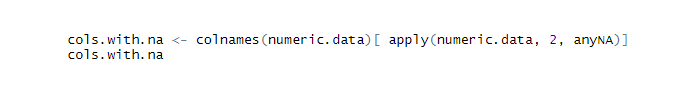 cols.with.na <- colnames(numeric.data)[ apply(numeric.data, 2, anyNA)]
cols.with.na